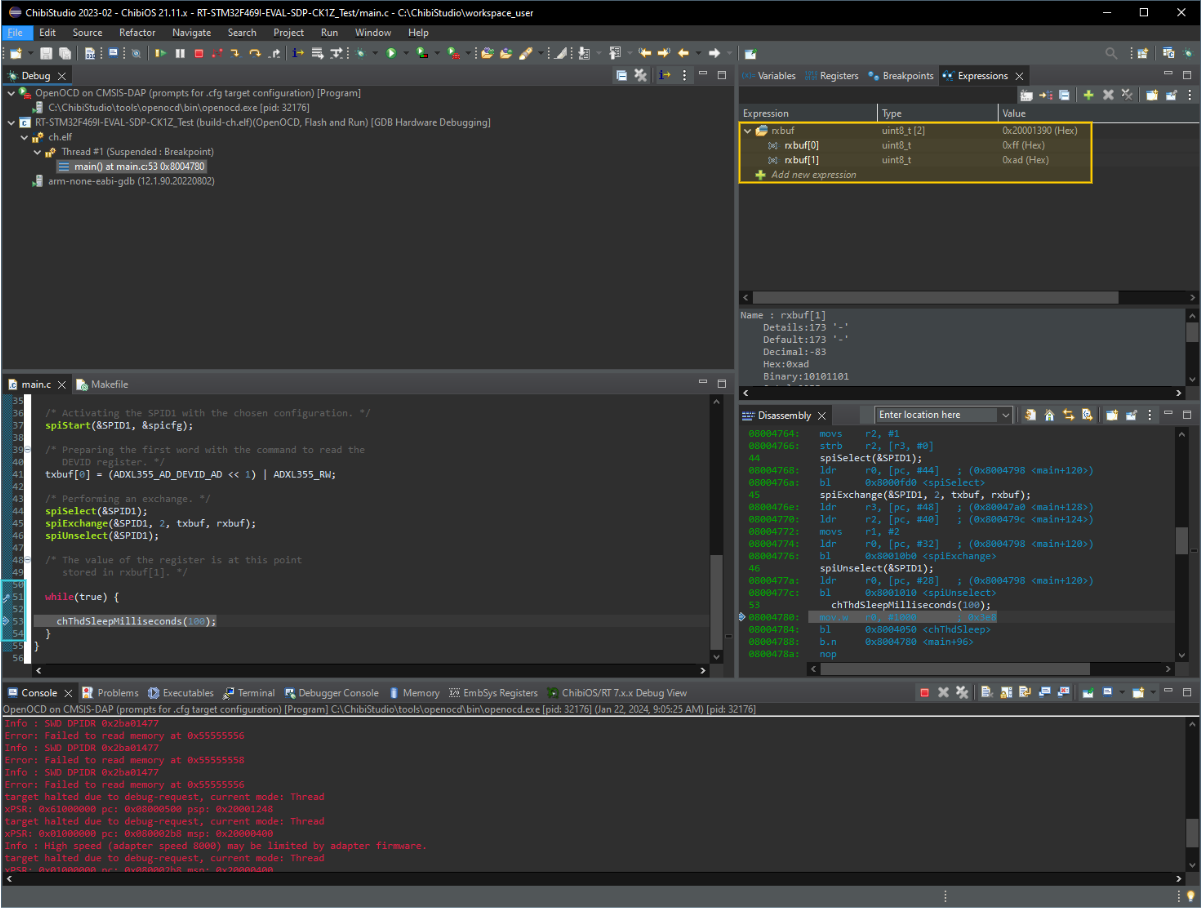 ChibiStudio 2023-02 - ChibiOS 21.11.x - RT-STM32F469I-EVAL-SDP-CK1Z_Test/main.c - C:\ChibiStudio\workspace_user
File Edit Source Refactor Navigate Search Project Run Window Help
Debug
OpenOCD on CMSIS-DAP (prompts for .cfg target configuration) [Program]
C:\ChibiStudio\tools\openocd\bin\openocd.exe [pid: 32176]
RT-STM32F469I-EVAL-SDP-CK1Z_Test (build-ch.elf)(OpenOCD, Flash and Run) [GDB Hardware Debugging]
ch.elf
Thread #1 (Suspended : Breakpoint)
main() at main.c:53 0x8004780
arm-none-eabi-gdb (12.1.90.20220802)
Variables Registers Breakpoints Expressions
Expression Type Value
rxbuf uint8_t [2] 0x20001390 (Hex)
rxbuf[0] uint8_t 0xff (Hex)
rxbuf[1] uint8_t 0xad (Hex)
Add new expression
Name : rxbuf[1]
Details:173 '-'
Default:173 '-'
Decimal:-83
Hex:0xad
Binary:10101101
main.c Makefile
35
36 /* Activating the SPID1 with the chosen configuration. */
37 spiStart(&SPID1, &spicfg);
38
39 /* Preparing the first word with the command to read the
40 DEVID register. */
41 txbuf[0] = (ADXL355_AD_DEVID_AD << 1) | ADXL355_RW;
42
43 /* Performing an exchange. */
44 spiSelect(&SPID1);
45 spiExchange(&SPID1, 2, txbuf, rxbuf);
46 spiUnselect(&SPID1);
47
48 /* The value of the register is at this point
49 stored in rxbuf[1]. */
50
51 while(true) {
52
53 chThdSleepMilliseconds(100);
54 }
55 }
56
Disassembly
Enter location here
08004764: movs r2, #1
08004766: strb r2, [r3, #0]
44 spiSelect(&SPID1);
08004768: ldr r0, [pc, #44] ; (0x8004798 <main+120>)
0800476a: bl 0x8000fd0 <spiSelect>
45 spiExchange(&SPID1, 2, txbuf, rxbuf);
0800476e: ldr r3, [pc, #48] ; (0x80047a0 <main+128>)
08004770: ldr r2, [pc, #40] ; (0x800479c <main+124>)
08004772: movs r1, #2
08004774: ldr r0, [pc, #32] ; (0x8004798 <main+120>)
08004776: bl 0x80010b0 <spiExchange>
46 spiUnselect(&SPID1);
0800477a: ldr r0, [pc, #28] ; (0x8004798 <main+120>)
0800477c: bl 0x8001010 <spiUnselect>
53 chThdSleepMilliseconds(100);
08004780: mov.w r0, #1000 ; 0x3e8
08004784: bl 0x8004050 <chThdSleep>
08004788: b.n 0x8004780 <main+96>
0800478a: nop
Console Problems Executables Terminal Debugger Console Memory EmbSys Registers ChibiOS/RT 7.x.x Debug View
OpenOCD on CMSIS-DAP (prompts for .cfg target configuration) [Program] C:\ChibiStudio\tools\openocd\bin\openocd.exe [pid: 32176] (Jan 22, 2024, 9:05:25 AM) [pid: 32176]
Info : SWD DPIDR 0x2ba01477
Error: Failed to read memory at 0x55555556
Info : SWD DPIDR 0x2ba01477
Error: Failed to read memory at 0x55555558
Info : SWD DPIDR 0x2ba01477
Error: Failed to read memory at 0x55555556
target halted due to debug-request, current mode: Thread
xPSR: 0x61000000 pc: 0x08000500 psp: 0x20001248
target halted due to debug-request, current mode: Thread
xPSR: 0x01000000 pc: 0x080002b8 msp: 0x20000400
Info : High speed (adapter speed 8000) may be limited by adapter firmware.
target halted due to debug-request, current mode: Thread
xPSR: 0x01000000 pc: 0x080002b8 msp: 0x20000400